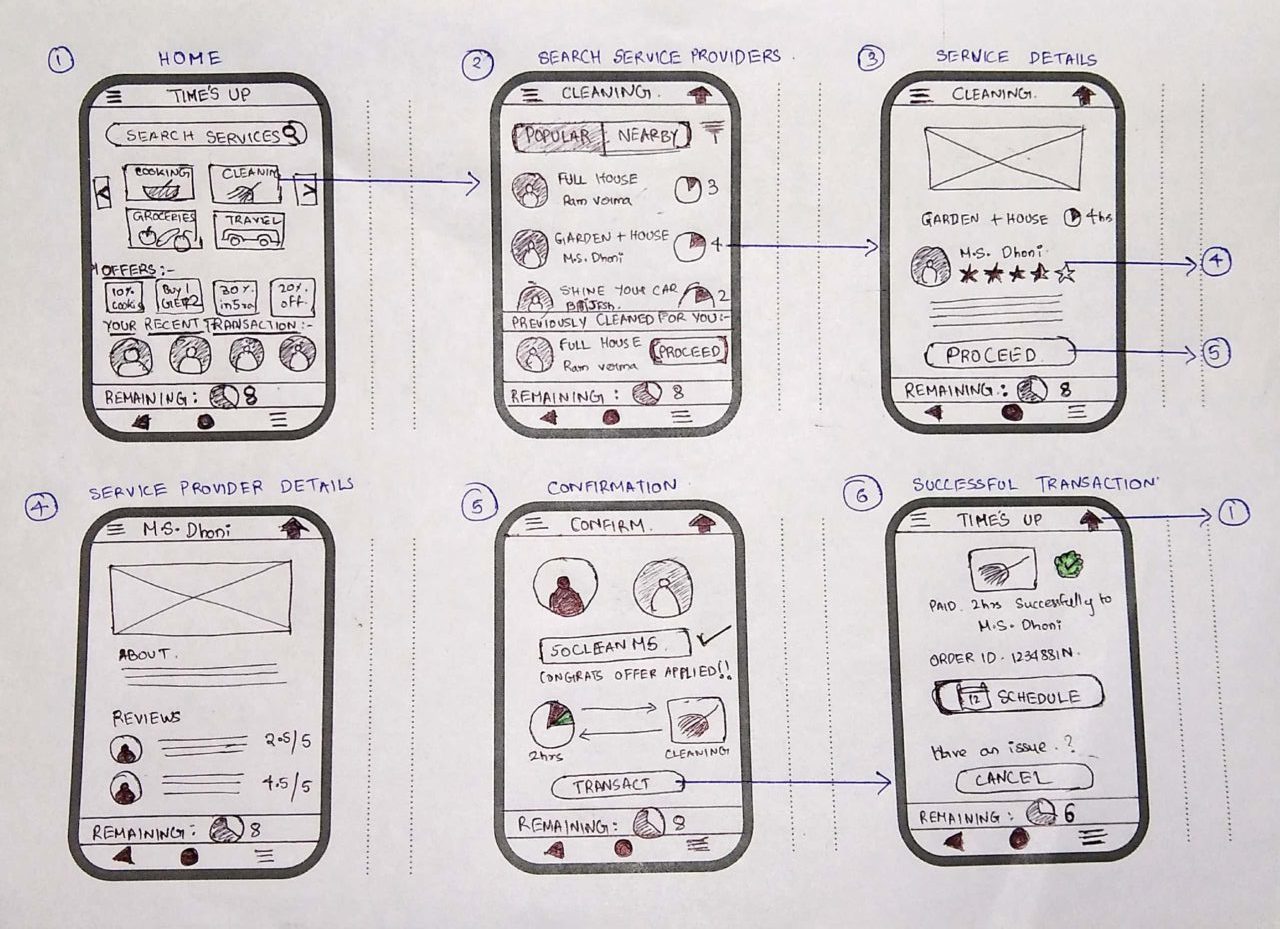 1 HOME
TIME'S UP
SEARCH SERVICES
COOKING CLEANIN
GROCERIES TRAVEL
OFFERS :-
10% Buy 1 30% 20%
GET 2 off
YOUR RECENT TRANSACTION :-
REMAINING : 8
2 SEARCH SERVICE PROVIDERS .
CLEANING .
POPULAR NEARBY
FULL HOUSE
Ram Verma 3
GARDEN + HOUSE
M.S. Dhoni 4
SHINE YOUR CAR
2
PREVIOUSLY CLEANED FOR YOU :-
FULL HOUSE
Ram Verma PROCEED
REMAINING : 8
3 SERVICE DETAILS
CLEANING .
GARDEN + HOUSE 4hs
M.S. Dhoni
4
PROCEED . 5
REMAINING . : 8
4 SERVICE PROVIDER DETAILS
M.S. Dhoni
ABOUT .
REVIEWS
2.5/5
4.5/5
REMAINING : 8
5 CONFIRMATION
CONFIRM .
50CLEAN MS .
CONGRATS OFFER APPLIED!!
2hrs CLEANING
TRANSACT
REMAINING : 8
6 SUCCESSFUL TRANSACTION
TIME'S UP 1
PAID . 2hrs Successfully to
M.S. Dhoni
ORDER ID . 1234881N .
12 SCHEDULE
Have an issue . ?
CANCEL
REMAINING : 6